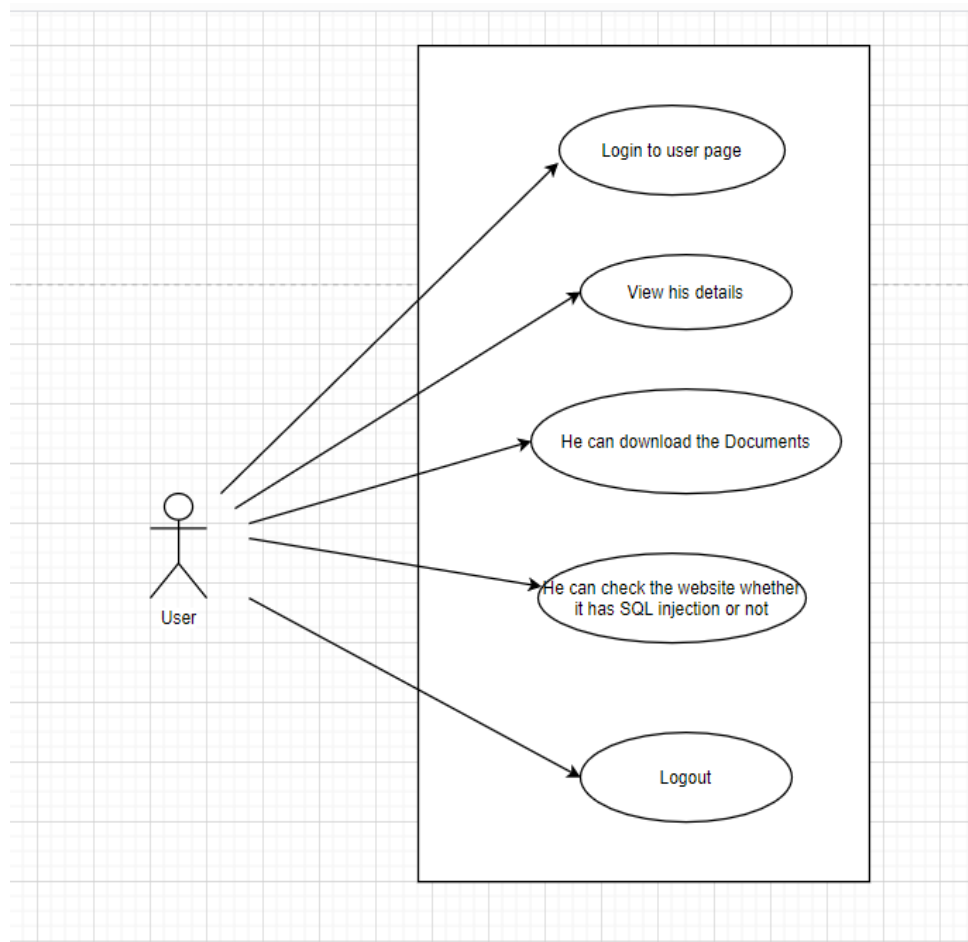 Login to user page
View his details
He can download the Documents
He can check the website whether
it has SQL injection or not
User
Logout